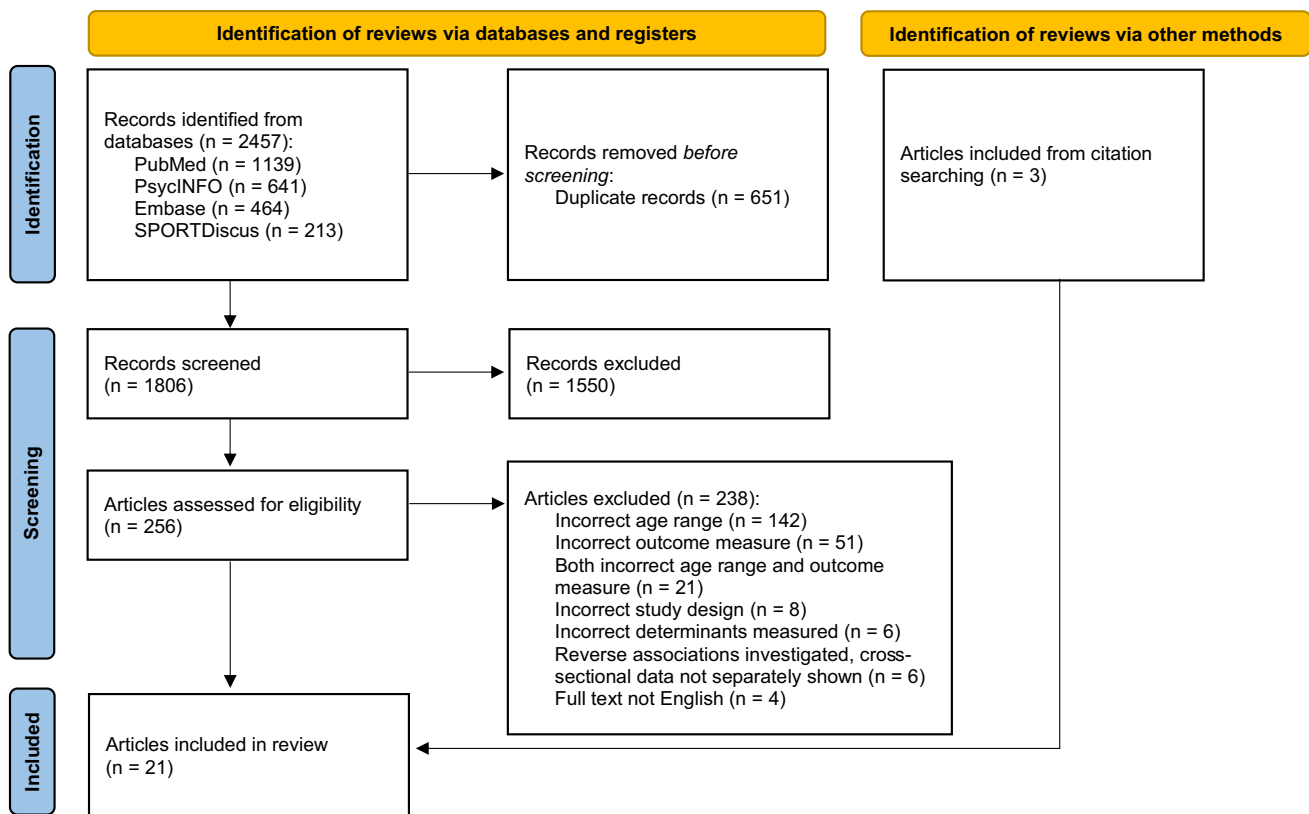 Identification of reviews via databases and registers
Identification of reviews via other methods
Identification
Records identified from
databases (n = 2457):
PubMed (n = 1139)
PsycINFO (n = 641)
Embase (n = 464)
SPORTDiscus (n = 213)
Records removed before
screening:
Duplicate records (n = 651)
Articles included from citation
searching (n = 3)
Screening
Records screened
(n = 1806)
Records excluded
(n = 1550)
Articles assessed for eligibility
(n = 256)
Articles excluded (n = 238):
Incorrect age range (n = 142)
Incorrect outcome measure (n = 51)
Both incorrect age range and outcome
measure (n = 21)
Incorrect study design (n = 8)
Incorrect determinants measured (n = 6)
Reverse associations investigated, cross-
sectional data not separately shown (n = 6)
Full text not English (n = 4)
Included
Articles included in review
(n = 21)